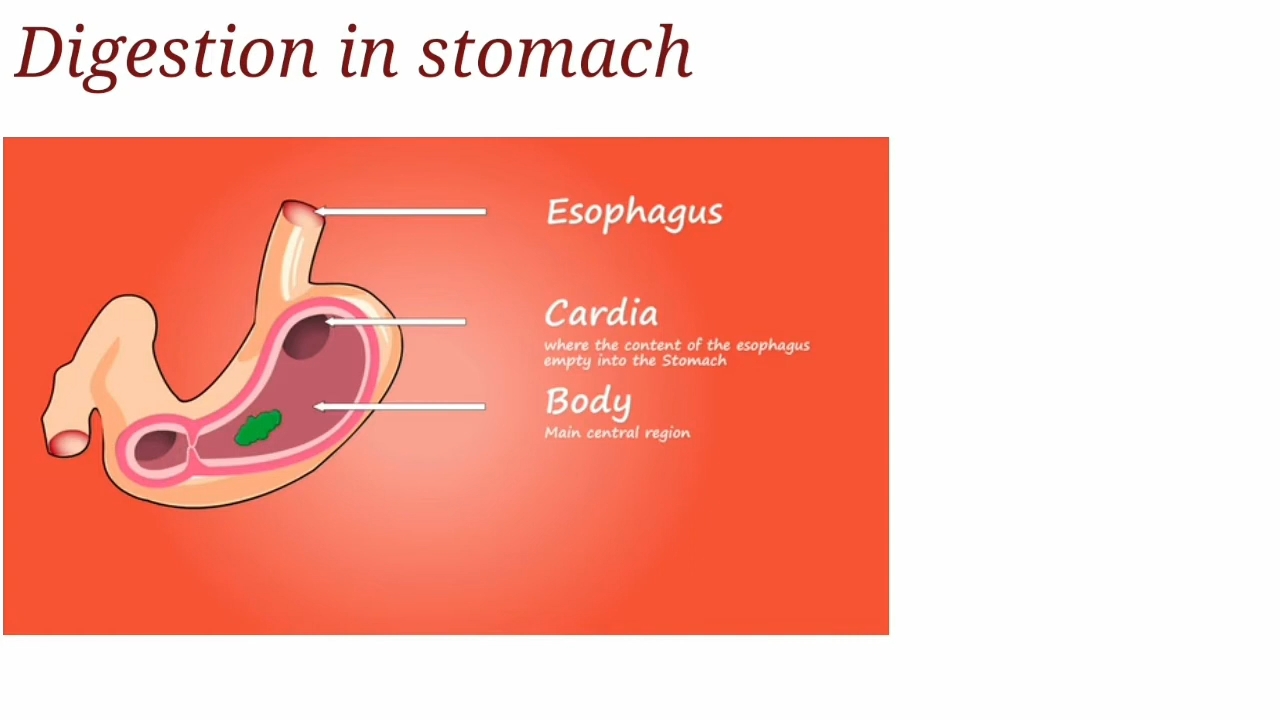 Digestion in stomach
Esophagus
Cardia
where the content of the esophagus
empty into the Stomach
Body
Main central region